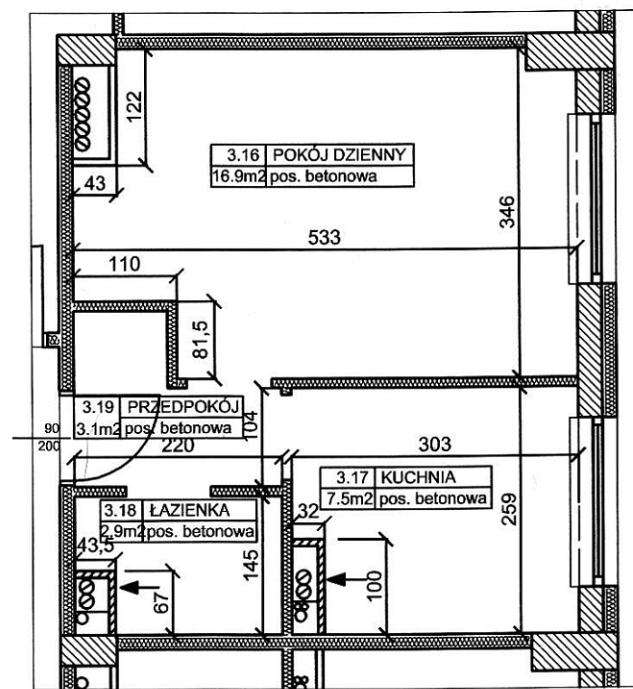 122
3.16 POKÓJ DZIENNY
16.9m2 pos. betonowa
43
346
533
110
81,5
3.19 PRZEDPOKÓJ
3.1m2 pos. betonowa
90
200
104
220
303
3.17 KUCHNIA
7.5m2 pos. betonowa
259
3.18 ŁAZIENKA
2.9m2 pos. betonowa
32
43,5
145
67
100